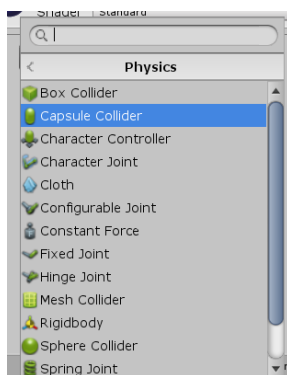 Shader Standard
Physics
Box Collider
Capsule Collider
Character Controller
Character Joint
Cloth
Configurable Joint
Constant Force
Fixed Joint
Hinge Joint
Mesh Collider
Rigidbody
Sphere Collider
Spring Joint